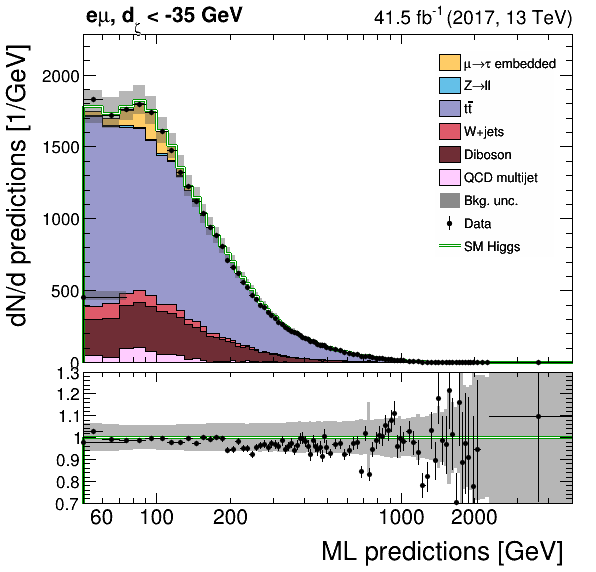 eμ, dζ < -35 GeV
41.5 fb⁻¹ (2017, 13 TeV)
dN/d predictions [1/GeV]
2000
1500
1000
500
0
μ→τ embedded
Z→ll
tt̄
W+jets
Diboson
QCD multijet
Bkg. unc.
Data
SM Higgs
1.3
1.2
1.1
1
0.9
0.8
0.7
60 100 200 1000 2000
ML predictions [GeV]